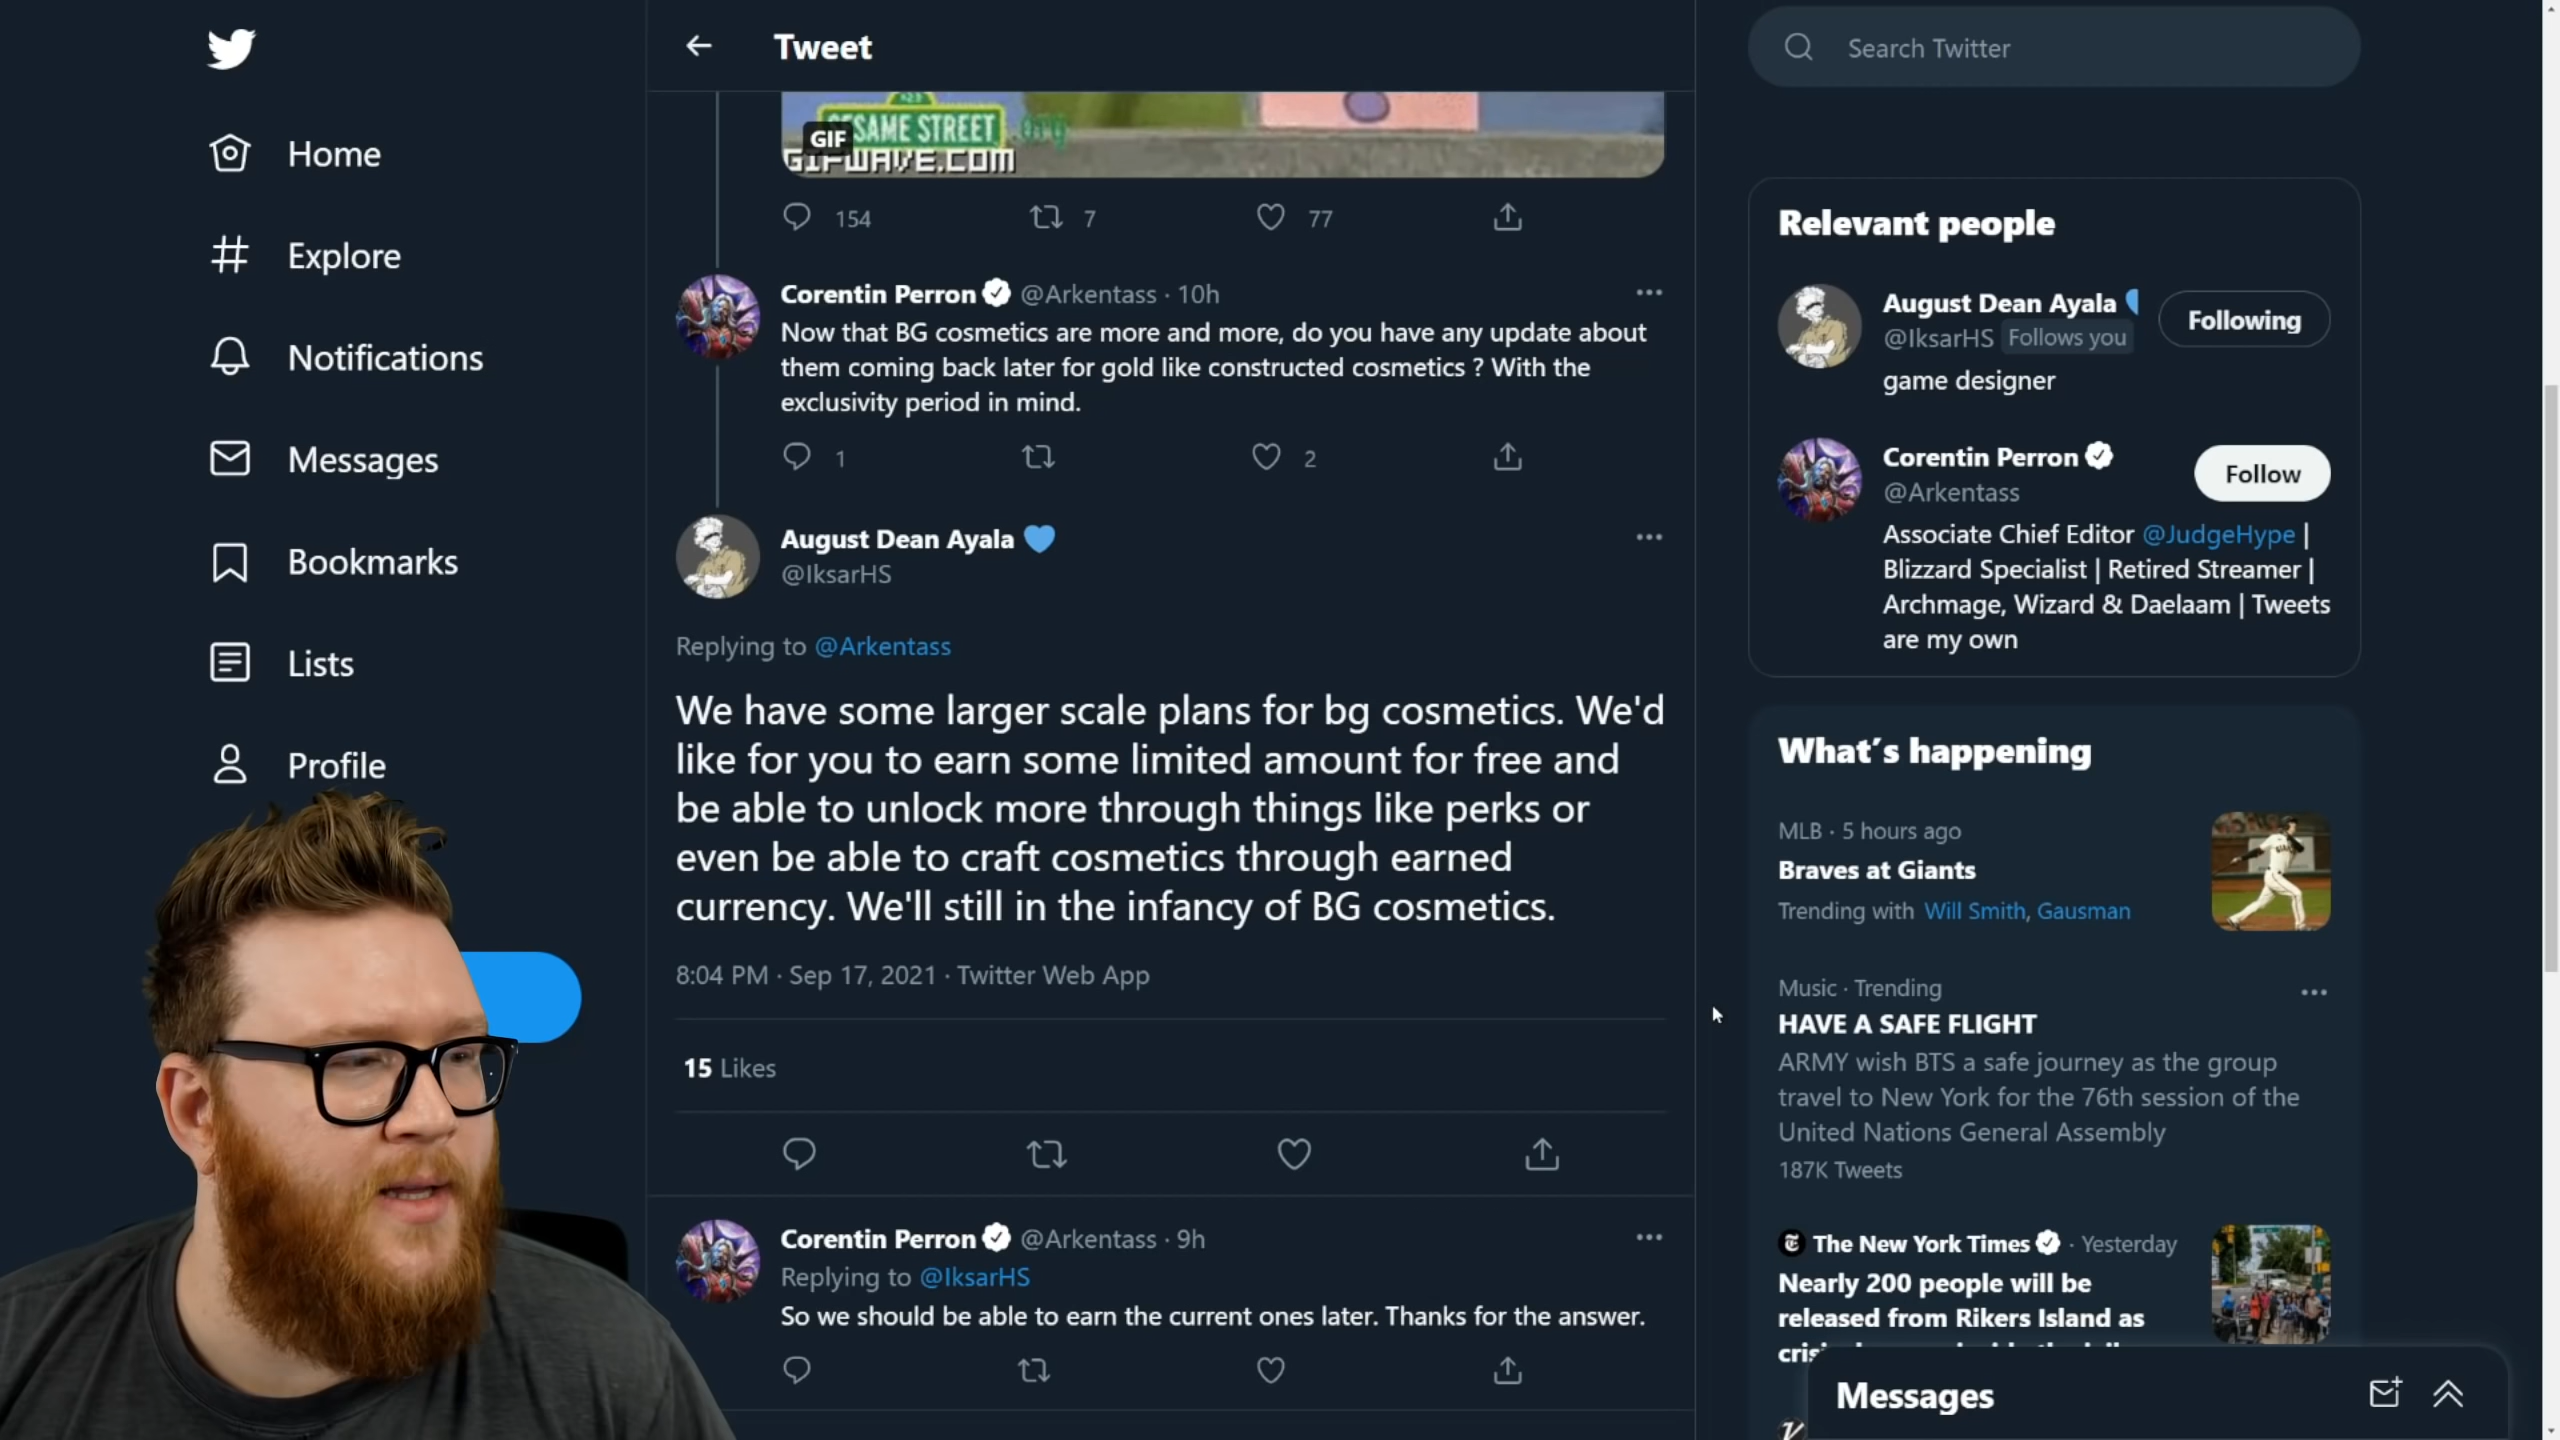 Home
Explore
Notifications
Messages
Bookmarks
Lists
Profile
Tweet
SESAME STREET
GIF
GIFWAVE.COM
154
7
77
Corentin Perron @Arkentass · 10h
Now that BG cosmetics are more and more, do you have any update about
them coming back later for gold like constructed cosmetics ? With the
exclusivity period in mind.
1
2
August Dean Ayala
@IksarHS
Replying to @Arkentass
We have some larger scale plans for bg cosmetics. We'd
like for you to earn some limited amount for free and
be able to unlock more through things like perks or
even be able to craft cosmetics through earned
currency. We'll still in the infancy of BG cosmetics.
8:04 PM · Sep 17, 2021 · Twitter Web App
15 Likes
Corentin Perron @Arkentass · 9h
Replying to @IksarHS
So we should be able to earn the current ones later. Thanks for the answer.
Search Twitter
Relevant people
August Dean Ayala
@IksarHS Follows you
Following
game designer
Corentin Perron
@Arkentass
Follow
Associate Chief Editor @JudgeHype |
Blizzard Specialist | Retired Streamer |
Archmage, Wizard & Daelaam | Tweets
are my own
What's happening
MLB · 5 hours ago
Braves at Giants
Trending with Will Smith, Gausman
Music · Trending
HAVE A SAFE FLIGHT
ARMY wish BTS a safe journey as the group
travel to New York for the 76th session of the
United Nations General Assembly
187K Tweets
The New York Times · Yesterday
Nearly 200 people will be
released from Rikers Island as
Messages